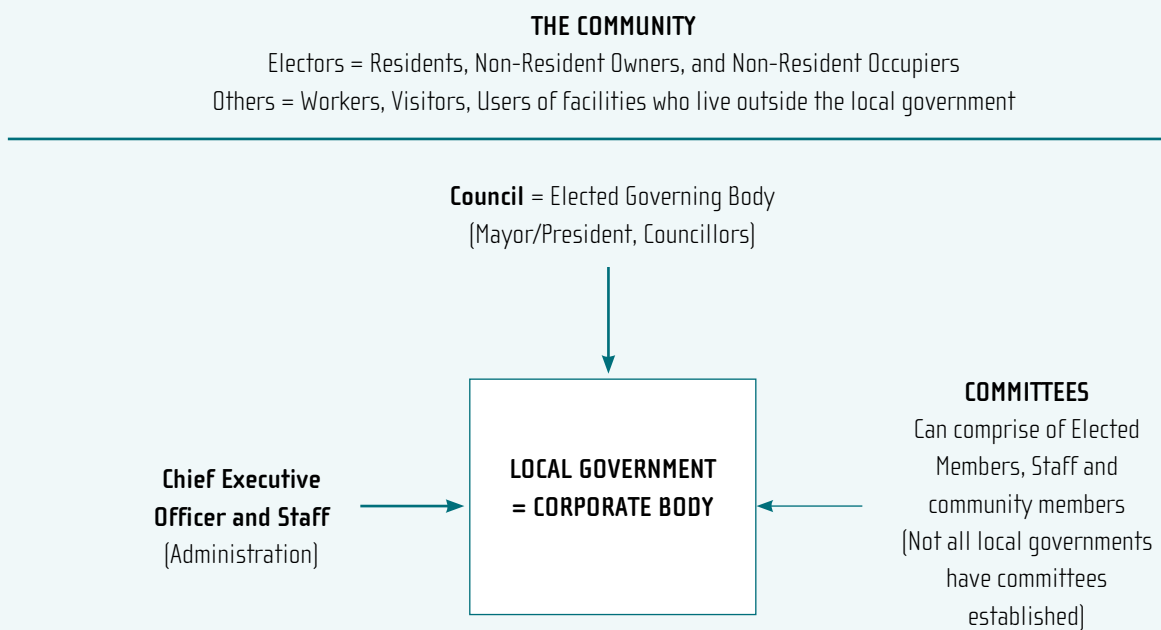 THE COMMUNITY
Electors = Residents, Non-Resident Owners, and Non-Resident Occupiers
Others = Workers, Visitors, Users of facilities who live outside the local government
Council = Elected Governing Body
(Mayor/President, Councillors)
Chief Executive
Officer and Staff
(Administration)
LOCAL GOVERNMENT
= CORPORATE BODY
COMMITTEES
Can comprise of Elected
Members, Staff and
community members
(Not all local governments
have committees
established)